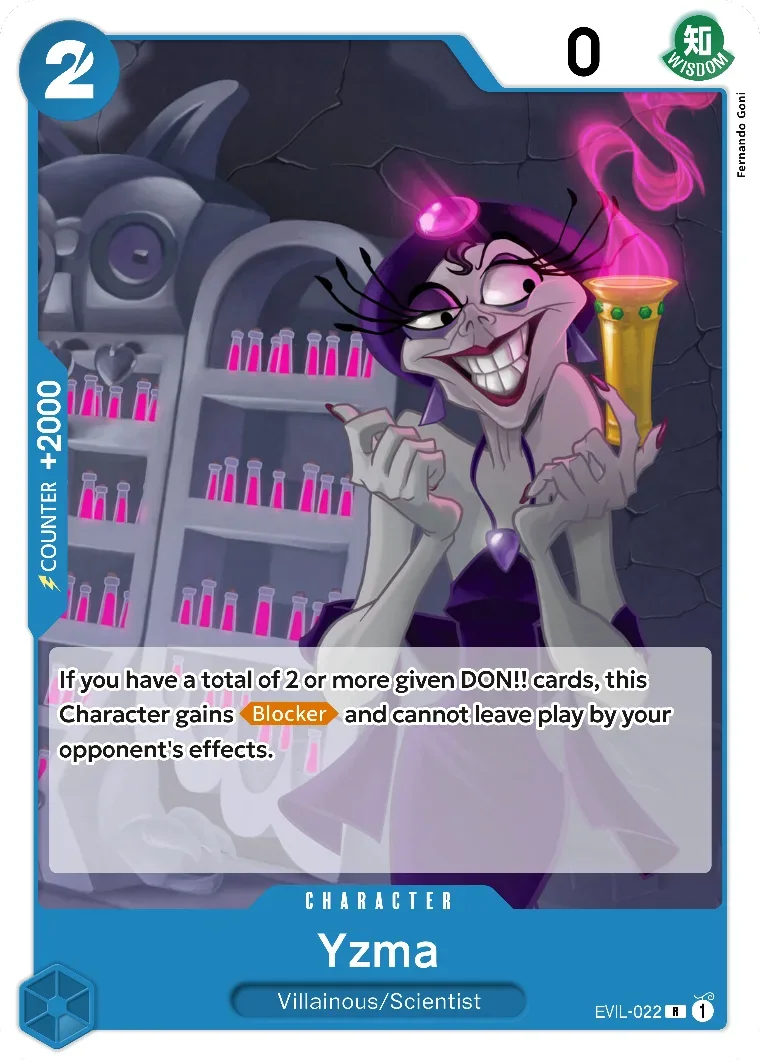 2
0
知
WISDOM
Fernando Goni
COUNTER +2000
If you have a total of 2 or more given DON!! cards, this
Character gains Blocker and cannot leave play by your
opponent's effects.
CHARACTER
Yzma
Villainous/Scientist
EVIL-022 R 1